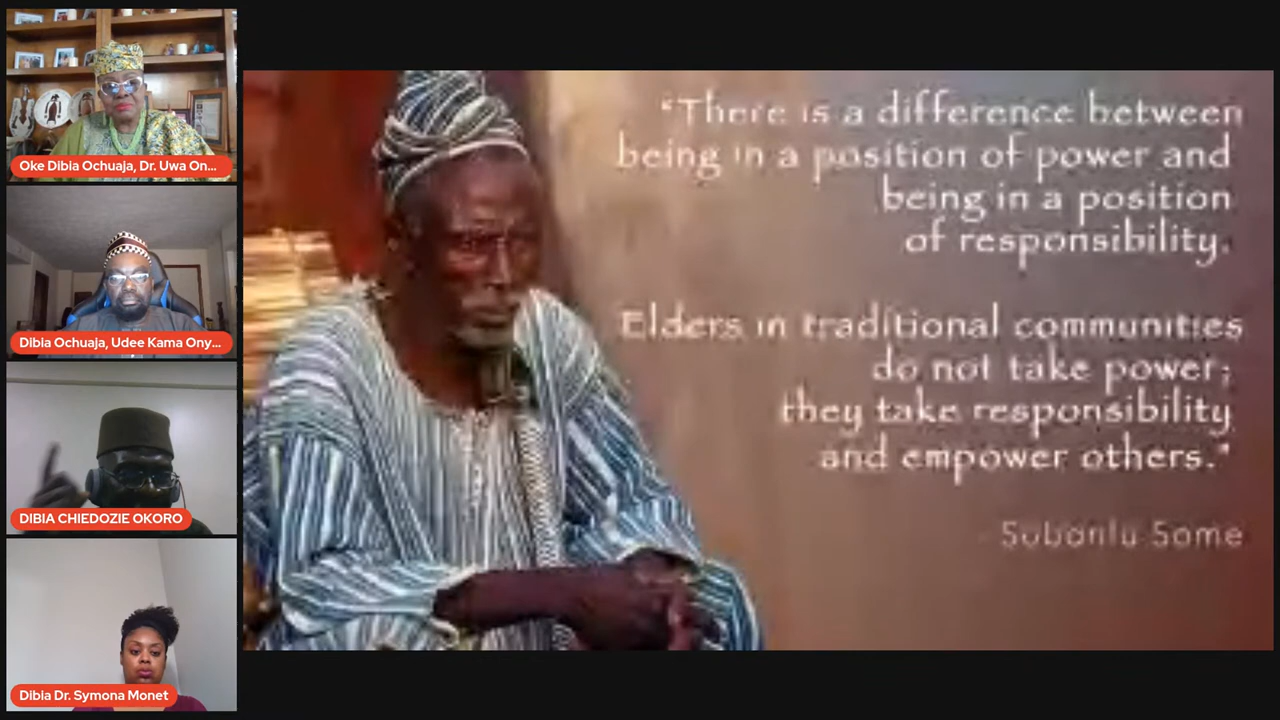 Oke Dibia Ochuaja, Dr. Uwa On...
Dibia Ochuaja, Udee Kama Ony...
DIBIA CHIEDOZIE OKORO
Dibia Dr. Symona Monet
“There is a difference between
being in a position of power and
being in a position
of responsibility.
Elders in traditional communities
do not take power;
they take responsibility
and empower others.”
- Sobonfu Some